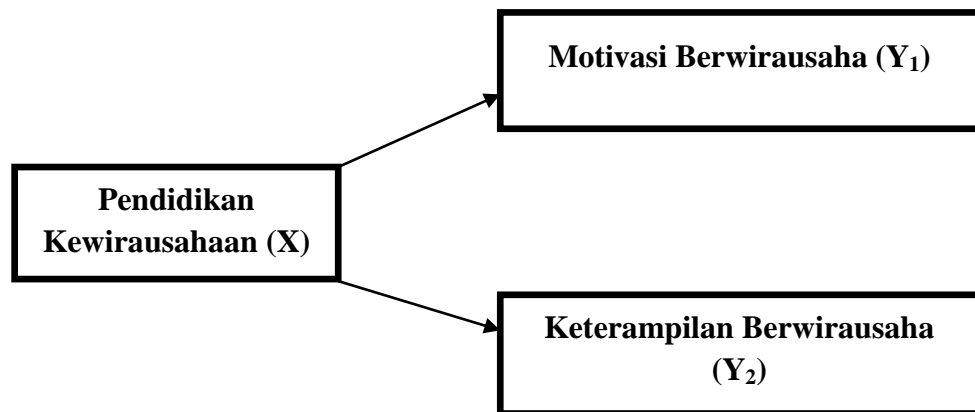 Motivasi Berwirausaha (Y₁)
Pendidikan
Kewirausahaan (X)
Keterampilan Berwirausaha
(Y₂)